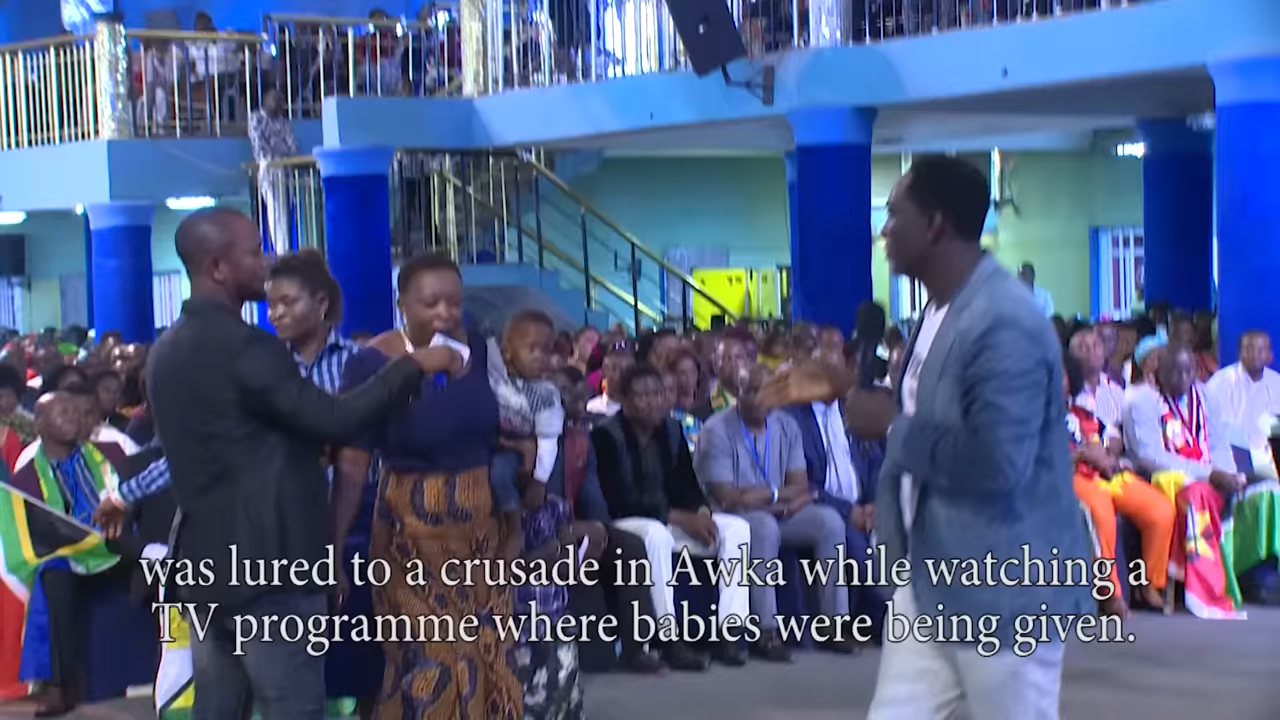 was lured to a crusade in Awka while watching a
TV programme where babies were being given.